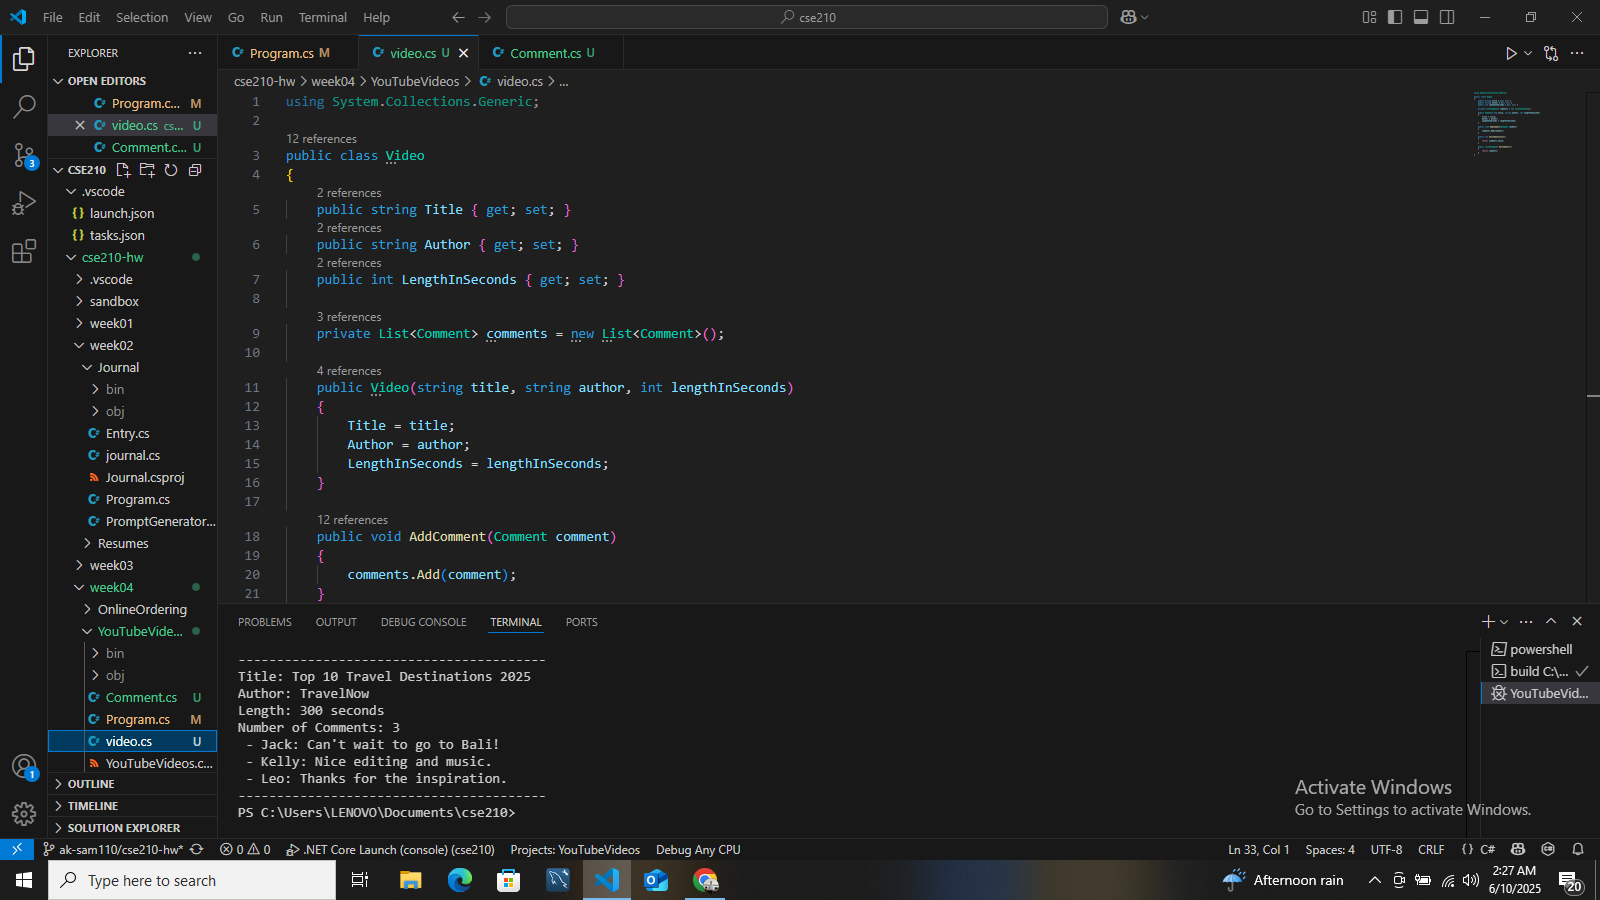 File Edit Selection View Go Run Terminal Help
cse210
EXPLORER
OPEN EDITORS
Program.c... M
video.cs cs... U
Comment.c... U
CSE210
.vscode
{} launch.json
{} tasks.json
cse210-hw
.vscode
sandbox
week01
week02
Journal
bin
obj
Entry.cs
journal.cs
Journal.csproj
Program.cs
PromptGenerator...
Resumes
week03
week04
OnlineOrdering
YouTubeVide...
bin
obj
Comment.cs U
Program.cs M
video.cs U
YouTubeVideos.c...
OUTLINE
TIMELINE
SOLUTION EXPLORER
3
1
Program.cs M video.cs U Comment.cs U
cse210-hw > week04 > YouTubeVideos > video.cs > ...
1 using System.Collections.Generic;
2
12 references
3 public class Video
4 {
2 references
5 public string Title { get; set; }
2 references
6 public string Author { get; set; }
2 references
7 public int LengthInSeconds { get; set; }
8
3 references
9 private List<Comment> comments = new List<Comment>();
10
4 references
11 public Video(string title, string author, int lengthInSeconds)
12 {
13 Title = title;
14 Author = author;
15 LengthInSeconds = lengthInSeconds;
16 }
17
12 references
18 public void AddComment(Comment comment)
19 {
20 comments.Add(comment);
21 }
PROBLEMS OUTPUT DEBUG CONSOLE TERMINAL PORTS
----------------------------------------
Title: Top 10 Travel Destinations 2025
Author: TravelNow
Length: 300 seconds
Number of Comments: 3
- Jack: Can't wait to go to Bali!
- Kelly: Nice editing and music.
- Leo: Thanks for the inspiration.
----------------------------------------
PS C:\Users\LENOVO\Documents\cse210>
powershell
build C:\...
YouTubeVid...
Activate Windows
Go to Settings to activate Windows.
ak-sam110/cse210-hw* 0 0 .NET Core Launch (console) (cse210) Projects: YouTubeVideos Debug Any CPU Ln 33, Col 1 Spaces: 4 UTF-8 CRLF {} C#
Type here to search
Afternoon rain
2:27 AM
6/10/2025
20